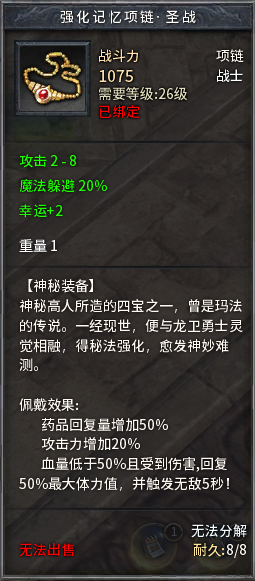 强化记忆项链·圣战
战斗力 项链
1075 战士
需要等级:26级
已绑定
攻击 2 - 8
魔法躲避 20%
幸运+2
重量 1
【神秘装备】
神秘高人所造的四宝之一，曾是玛法
的传说。一经现世，便与龙卫勇士灵
觉相融，得秘法强化，愈发神妙难
测。
佩戴效果:
药品回复量增加50%
攻击力增加20%
血量低于50%且受到伤害,回复
50%最大体力值，并触发无敌5秒！
1 无法分解
无法出售 耐久:8/8